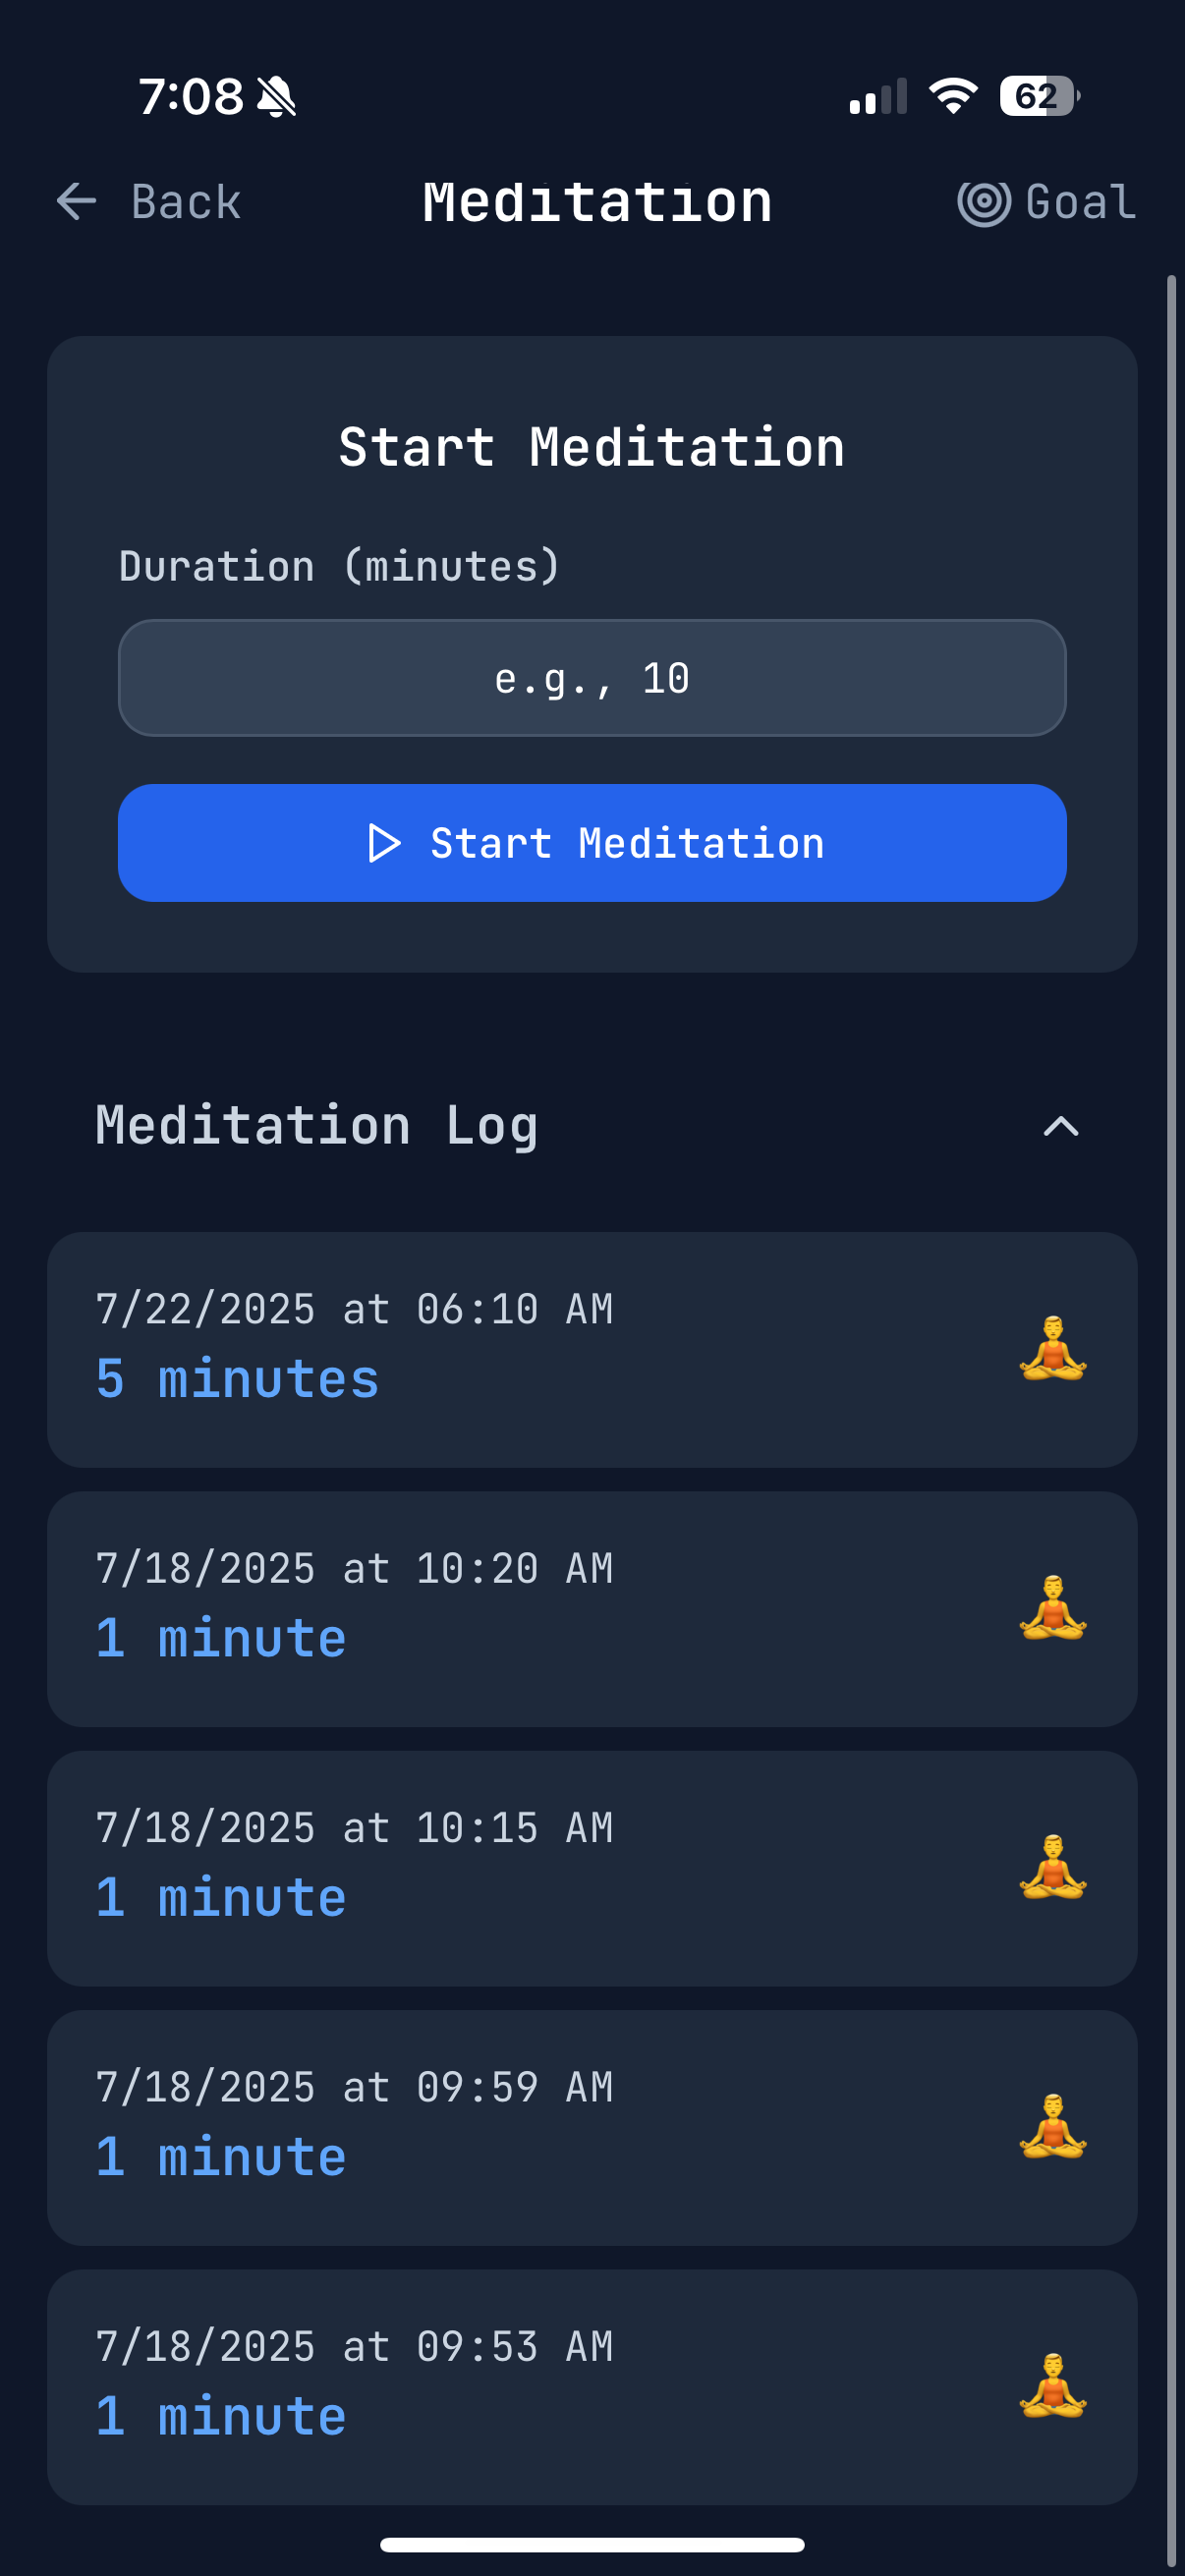 7:08
62
Back
Meditation
Goal
Start Meditation
Duration (minutes)
e.g., 10
Start Meditation
Meditation Log
7/22/2025 at 06:10 AM
5 minutes
7/18/2025 at 10:20 AM
1 minute
7/18/2025 at 10:15 AM
1 minute
7/18/2025 at 09:59 AM
1 minute
7/18/2025 at 09:53 AM
1 minute